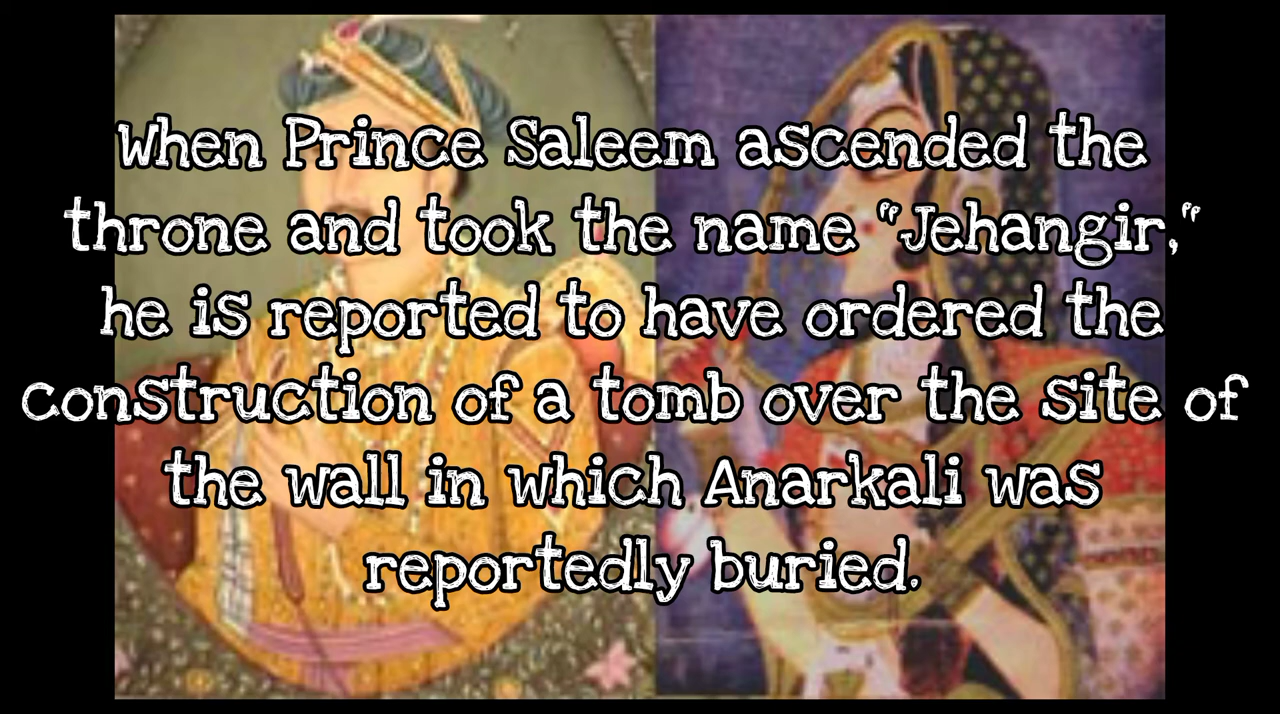 When Prince Saleem ascended the
throne and took the name "Jehangir,"
he is reported to have ordered the
construction of a tomb over the site of
the wall in which Anarkali was
reportedly buried.